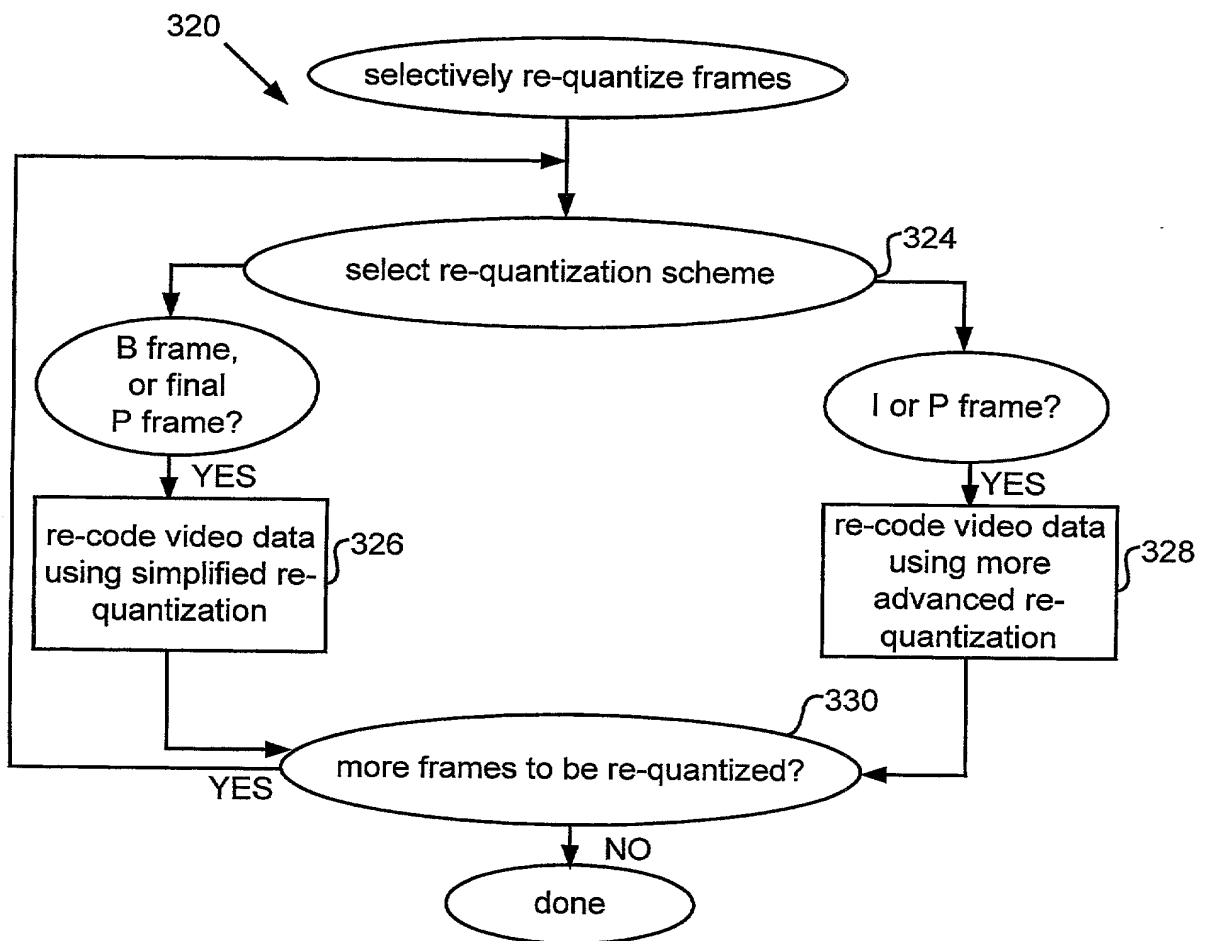 320
selectively re-quantize frames
select re-quantization scheme
324
B frame,
or final
P frame?
I or P frame?
YES
YES
re-code video data
using simplified re-
quantization
326
re-code video data
using more
advanced re-
quantization
328
330
more frames to be re-quantized?
YES
NO
done